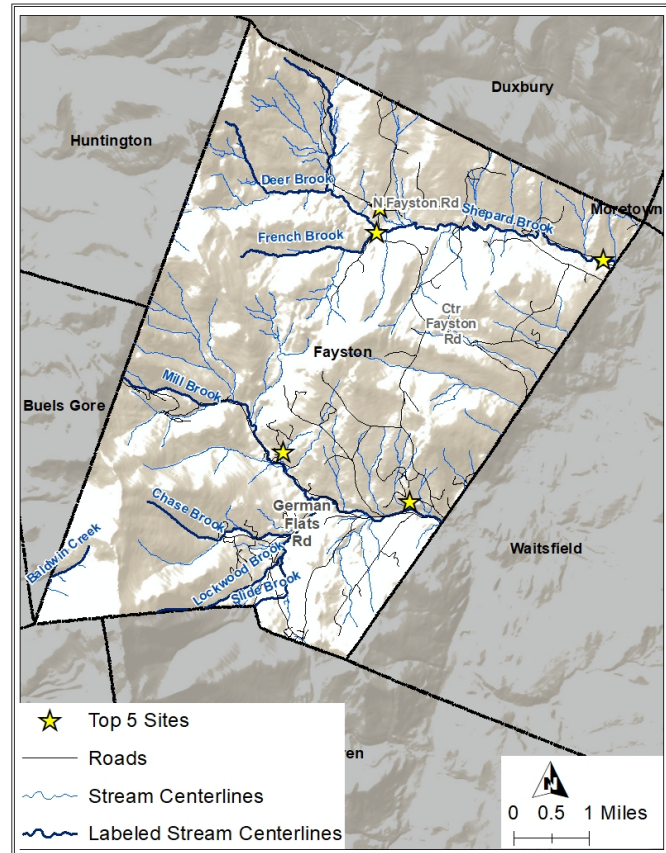 Duxbury
Huntington
Deer Brook
N Fayston Rd
Shepard Brook
Moretown
French Brook
Ctr
Fayston
Rd
Fayston
Mill Brook
Buels Gore
German
Flats
Rd
Chase Brook
Waitsfield
Baldwin Creek
Lockwood Brook
Slide Brook
Top 5 Sites
Roads
Stream Centerlines
Labeled Stream Centerlines
ren
N
0 0.5 1 Miles